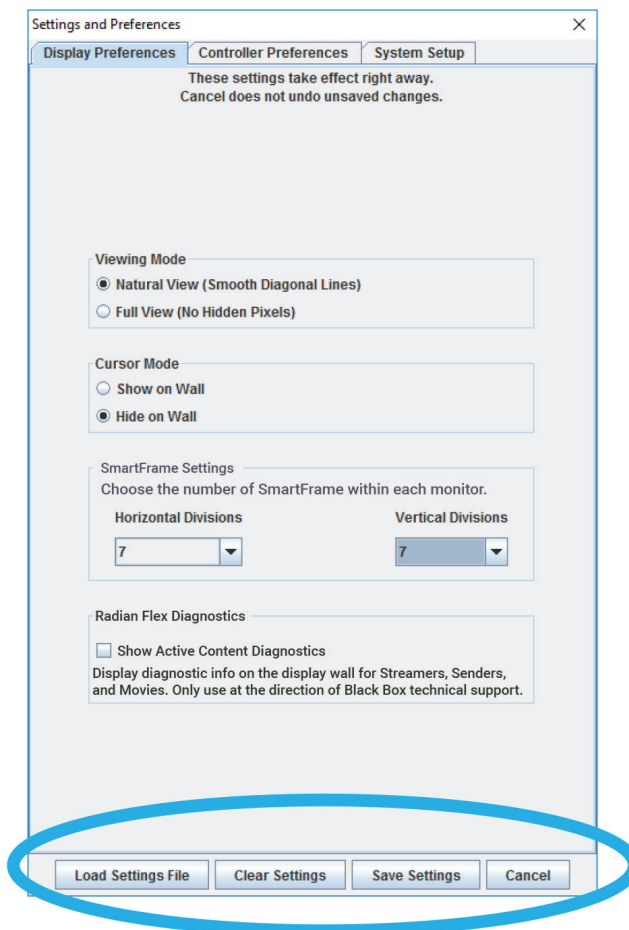 Settings and Preferences
Display Preferences Controller Preferences System Setup
These settings take effect right away.
Cancel does not undo unsaved changes.
Viewing Mode
Natural View (Smooth Diagonal Lines)
Full View (No Hidden Pixels)
Cursor Mode
Show on Wall
Hide on Wall
SmartFrame Settings
Choose the number of SmartFrame within each monitor.
Horizontal Divisions Vertical Divisions
7 7
Radian Flex Diagnostics
Show Active Content Diagnostics
Display diagnostic info on the display wall for Streamers, Senders,
and Movies. Only use at the direction of Black Box technical support.
Load Settings File Clear Settings Save Settings Cancel